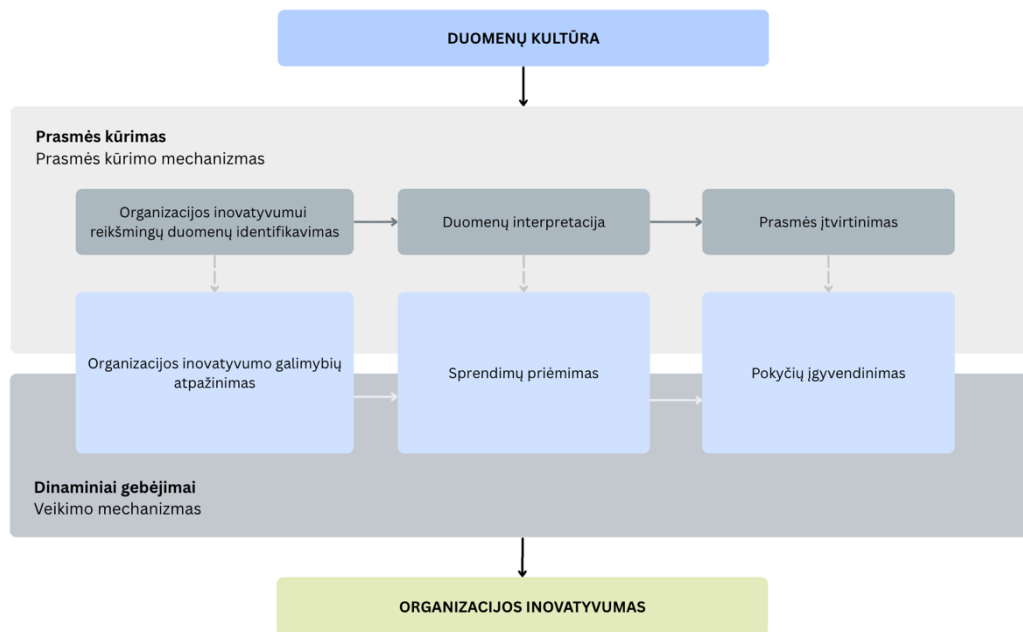 DUOMENŲ KULTŪRA
Prasmės kūrimas
Prasmės kūrimo mechanizmas
Organizacijos inovatyvumui
reikšmingų duomenų identifikavimas
Duomenų interpretacija
Prasmės įtvirtinimas
Organizacijos inovatyvumo galimybių
atpažinimas
Sprendimų priėmimas
Pokyčių įgyvendinimas
Dinaminiai gebėjimai
Veikimo mechanizmas
ORGANIZACIJOS INOVATYVUMAS